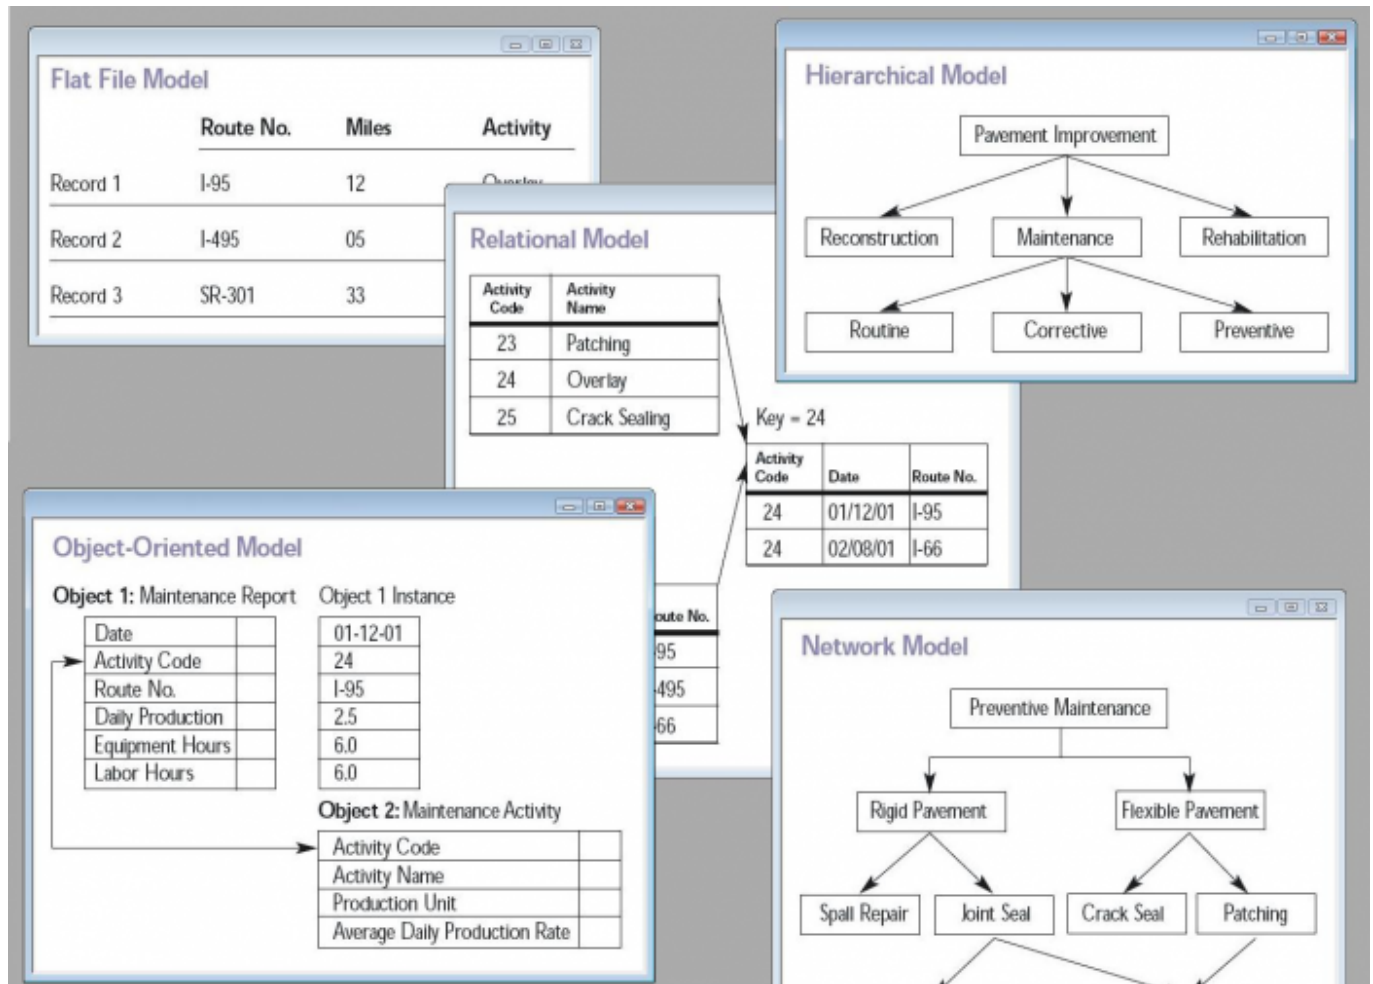 Flat File Model
Route No. Miles Activity
Record 1 I-95 12 Overlay
Record 2 I-495 05
Record 3 SR-301 33
Hierarchical Model
Pavement Improvement
Reconstruction Maintenance Rehabilitation
Routine Corrective Preventive
Relational Model
Activity Code Activity Name
23 Patching
24 Overlay
25 Crack Sealing
Key = 24
Activity Code Date Route No.
24 01/12/01 I-95
24 02/08/01 I-66
oute No.
95
-495
66
Object-Oriented Model
Object 1: Maintenance Report Object 1 Instance
Date 01-12-01
Activity Code 24
Route No. I-95
Daily Production 2.5
Equipment Hours 6.0
Labor Hours 6.0
Object 2: Maintenance Activity
Activity Code
Activity Name
Production Unit
Average Daily Production Rate
Network Model
Preventive Maintenance
Rigid Pavement Flexible Pavement
Spall Repair Joint Seal Crack Seal Patching